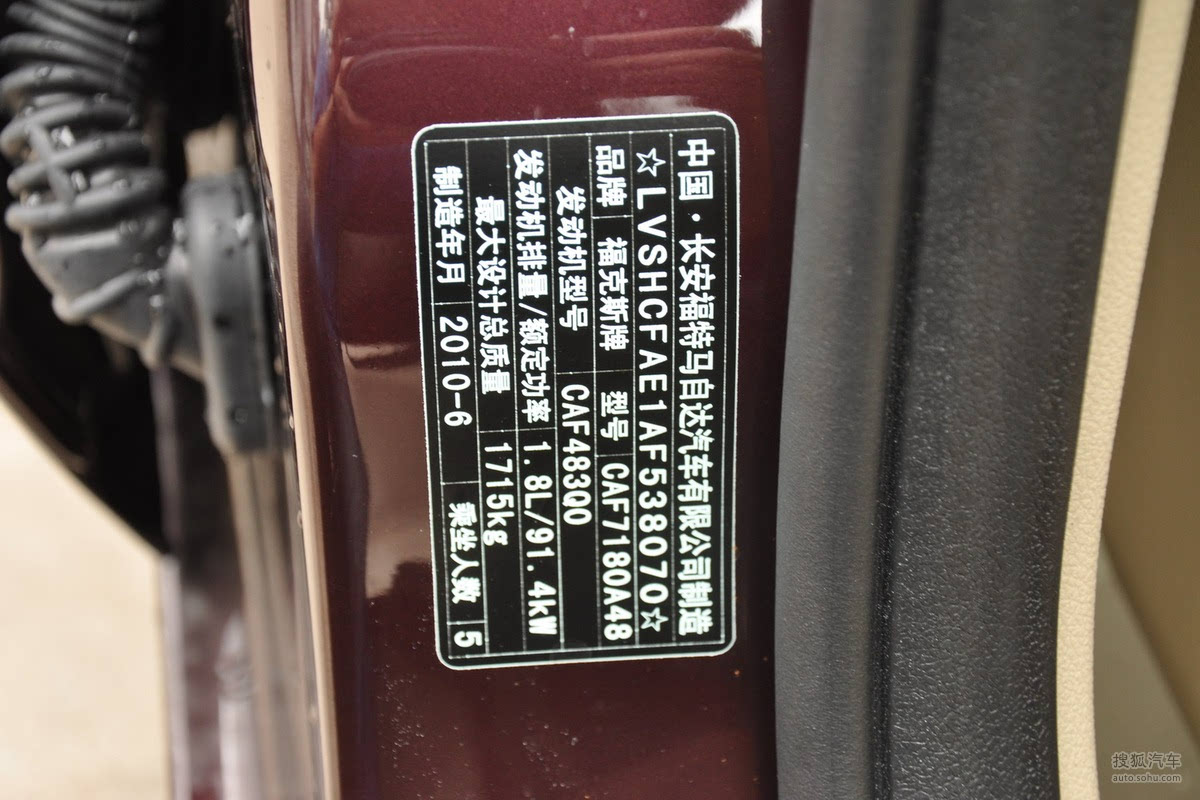 中国·长安福特马自达汽车有限公司制造
☆LVSHCFAE1AF538070☆
品牌 福克斯牌 型号 CAF7180A48
发动机型号 CAF483Q0
发动机排量/额定功率 1.8L/91.4kW
最大设计总质量 1715kg
制造年月 2010-6 乘坐人数 5
搜狐汽车
auto.sohu.com